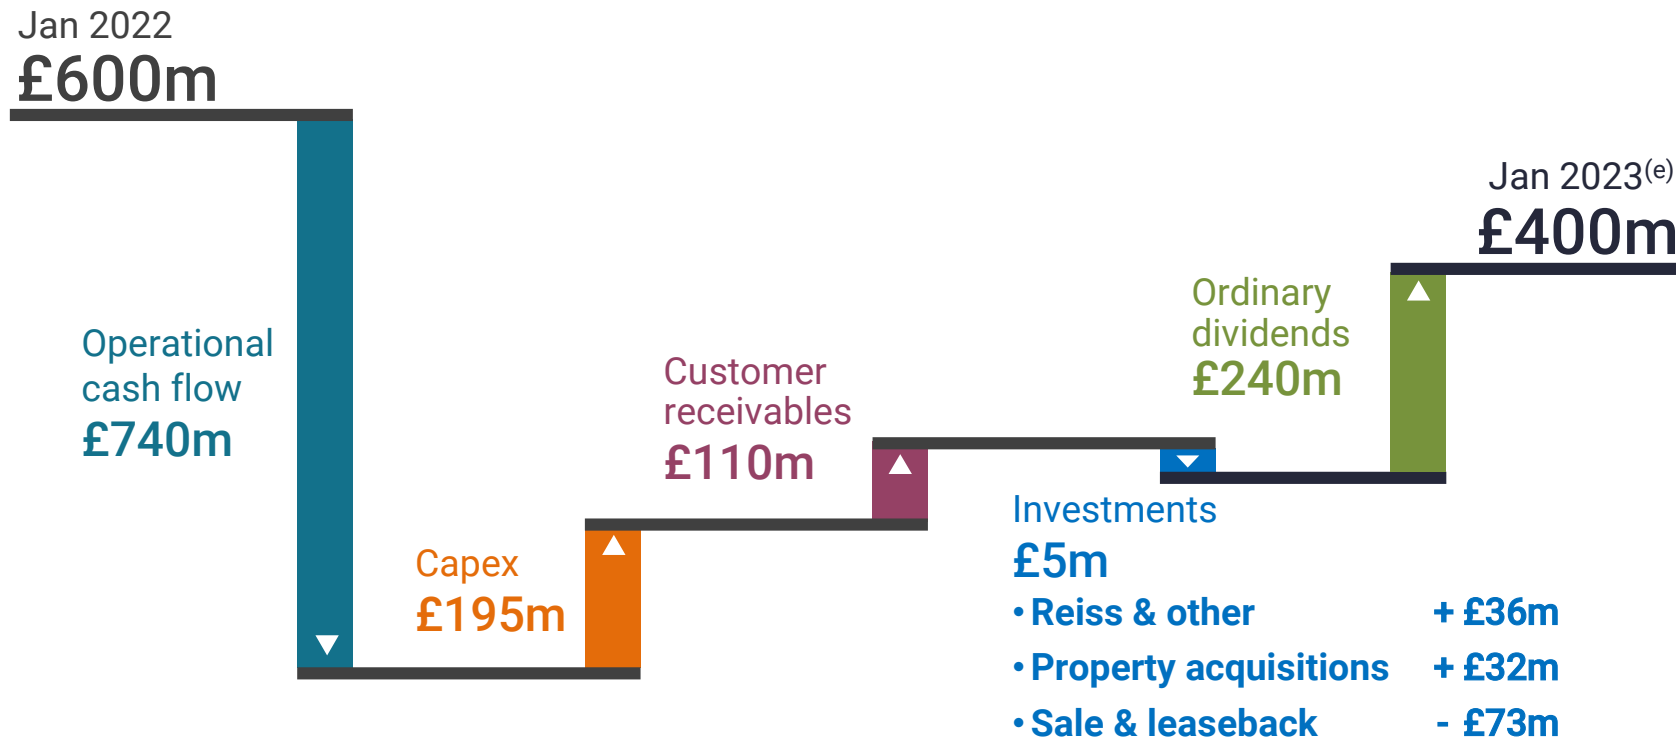 Jan 2022
£600m
Jan 2023(e)
£400m
Operational
cash flow
£740m
Capex
£195m
Customer
receivables
£110m
Ordinary
dividends
£240m
Investments
£5m
• Reiss & other + £36m
• Property acquisitions + £32m
• Sale & leaseback - £73m